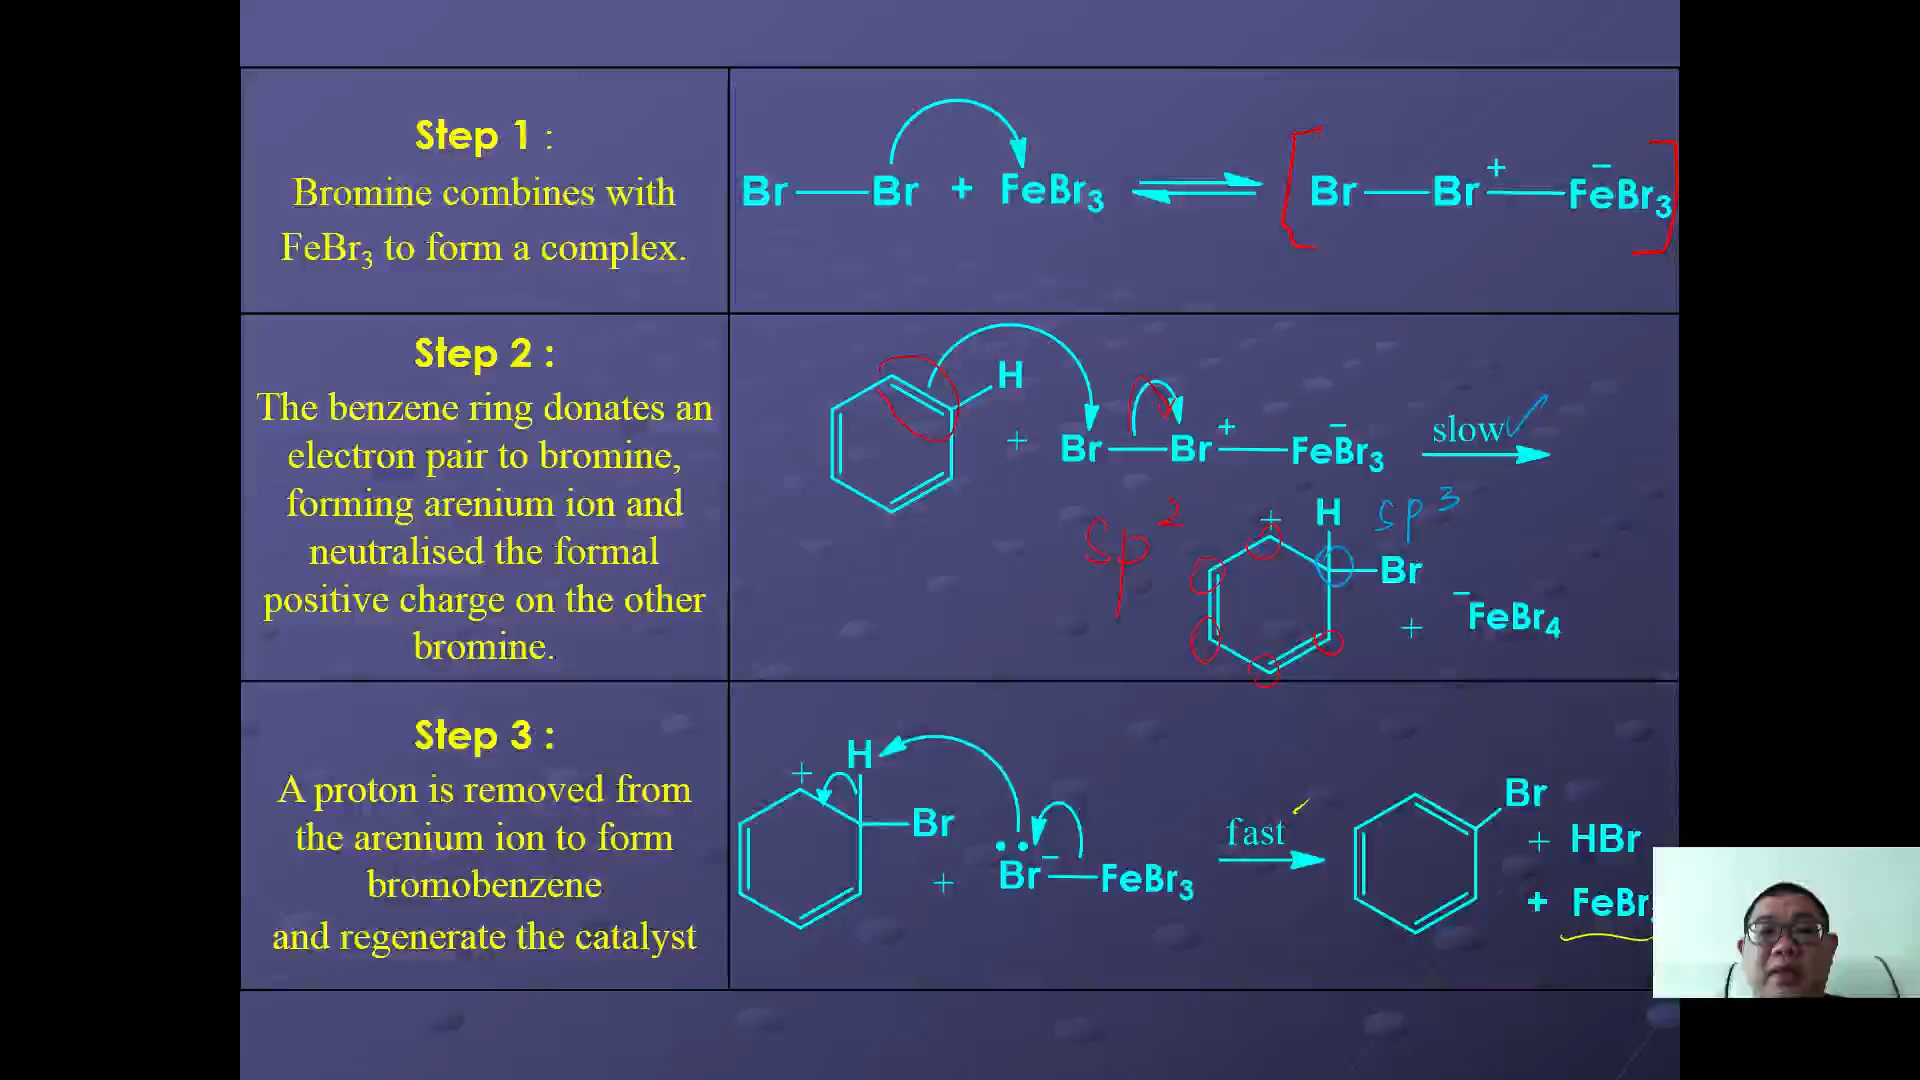 Step 1 :
Bromine combines with
FeBr₃ to form a complex.
Br — Br + FeBr₃ ⇌ [ Br — Br⁺ — F̄eBr₃ ]
Step 2 :
The benzene ring donates an
electron pair to bromine,
forming arenium ion and
neutralised the formal
positive charge on the other
bromine.
H
+ Br — Br⁺ — FeB̄r₃ slow ✓
sp² + H sp³
Br
+ ⁻FeBr₄
Step 3 :
A proton is removed from
the arenium ion to form
bromobenzene
and regenerate the catalyst
+ H
Br
+ Br⁻ — FeBr₃
fast
Br
+ HBr
+ FeBr